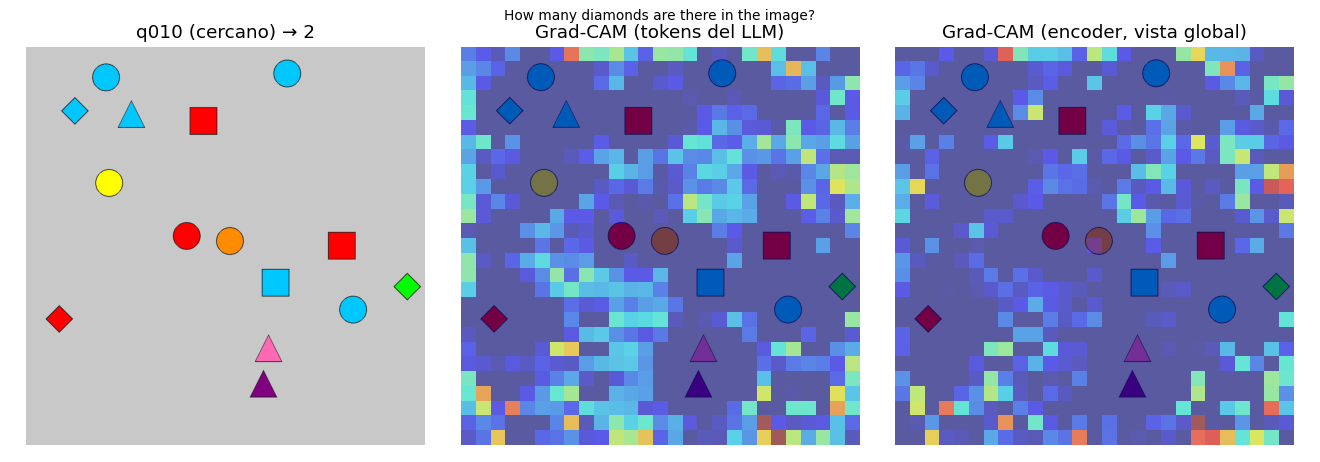 How many diamonds are there in the image?
q010 (cercano) → 2
Grad-CAM (tokens del LLM)
Grad-CAM (encoder, vista global)